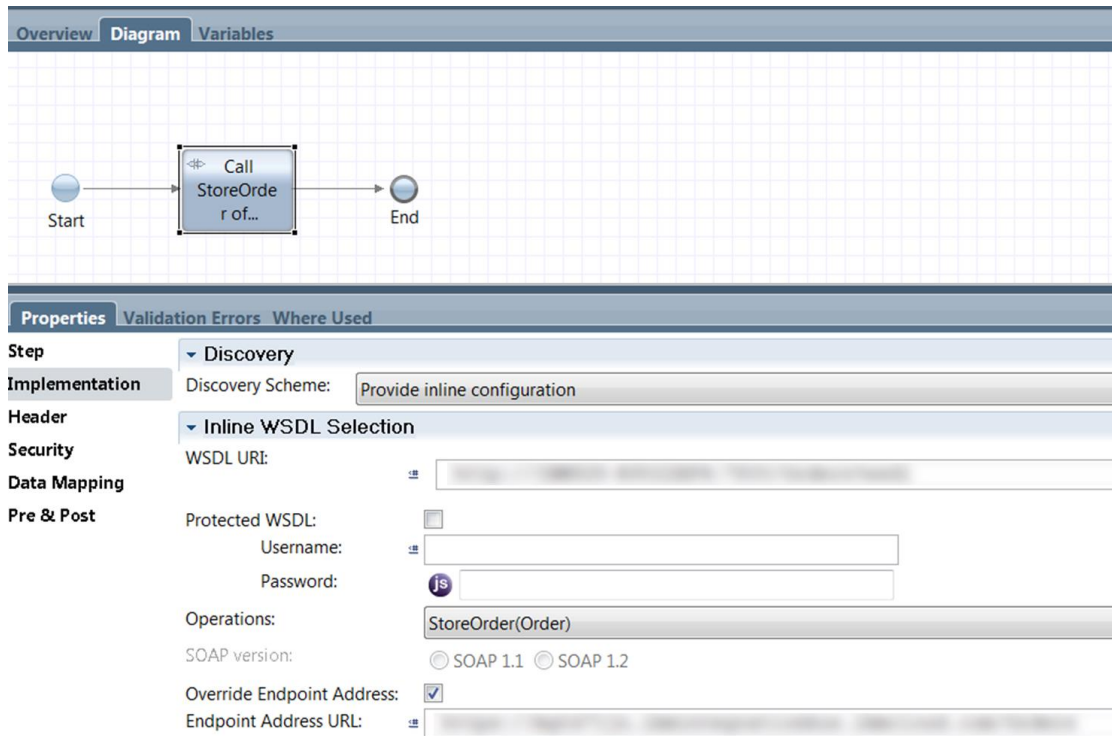 Overview Diagram Variables
Call
StoreOrde
r of...
Start
End
Properties Validation Errors Where Used
Step
Implementation
Header
Security
Data Mapping
Pre & Post
Discovery
Discovery Scheme: Provide inline configuration
Inline WSDL Selection
WSDL URI:
Protected WSDL:
Username:
Password: js
Operations: StoreOrder(Order)
SOAP version: SOAP 1.1 SOAP 1.2
Override Endpoint Address:
Endpoint Address URL: